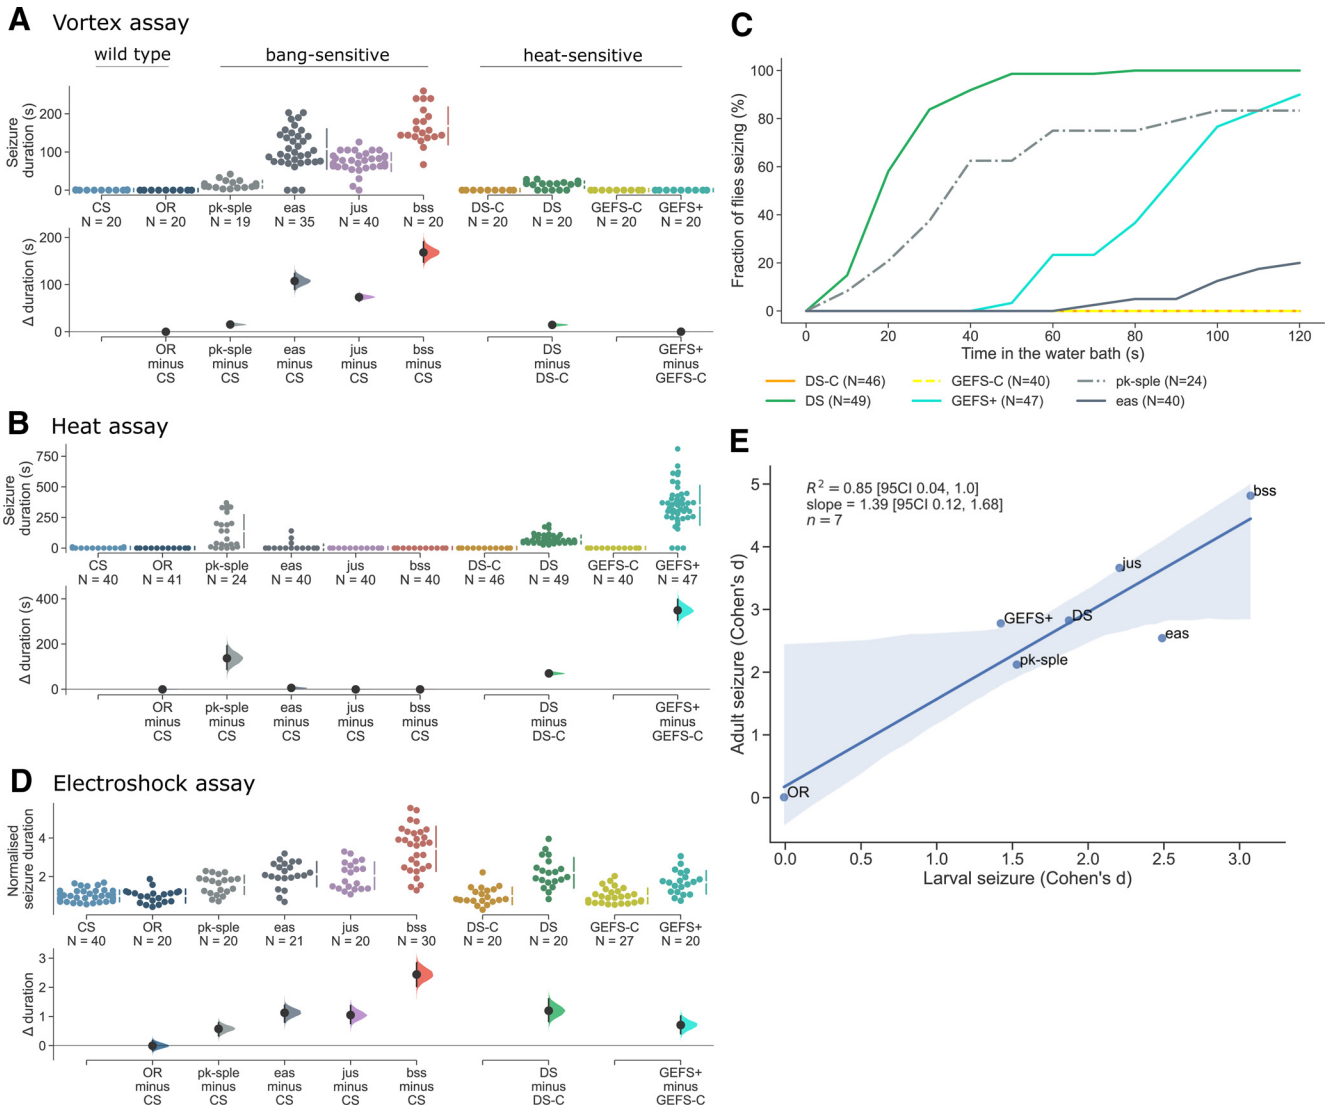 A Vortex assay
wild type bang-sensitive heat-sensitive
Seizure
duration (s)
200
100
0
CS OR pk-sple eas jus bss DS-C DS GEFS-C GEFS+
N = 20 N = 20 N = 19 N = 35 N = 40 N = 20 N = 20 N = 20 N = 20 N = 20
Δ duration (s)
200
100
0
OR pk-sple eas jus bss DS GEFS+
minus minus minus minus minus minus minus
CS CS CS CS CS DS-C GEFS-C
B Heat assay
Seizure
duration (s)
750
500
250
0
CS OR pk-sple eas jus bss DS-C DS GEFS-C GEFS+
N = 40 N = 41 N = 24 N = 40 N = 40 N = 40 N = 46 N = 49 N = 40 N = 47
Δ duration (s)
400
200
0
OR pk-sple eas jus bss DS GEFS+
minus minus minus minus minus minus minus
CS CS CS CS CS DS-C GEFS-C
D Electroshock assay
Normalised
seizure duration
4
2
CS OR pk-sple eas jus bss DS-C DS GEFS-C GEFS+
N = 40 N = 20 N = 20 N = 21 N = 20 N = 30 N = 20 N = 20 N = 27 N = 20
Δ duration
3
2
1
0
OR pk-sple eas jus bss DS GEFS+
minus minus minus minus minus minus minus
CS CS CS CS CS DS-C GEFS-C
C
Fraction of flies seizing (%)
100
80
60
40
20
0
0 20 40 60 80 100 120
Time in the water bath (s)
DS-C (N=46) GEFS-C (N=40) pk-sple (N=24)
DS (N=49) GEFS+ (N=47) eas (N=40)
E
Adult seizure (Cohen's d)
R² = 0.85 [95CI 0.04, 1.0]
slope = 1.39 [95CI 0.12, 1.68]
n = 7
5
4
3
2
1
0
bss
jus
GEFS+
DS
eas
pk-sple
OR
0.0 0.5 1.0 1.5 2.0 2.5 3.0
Larval seizure (Cohen's d)